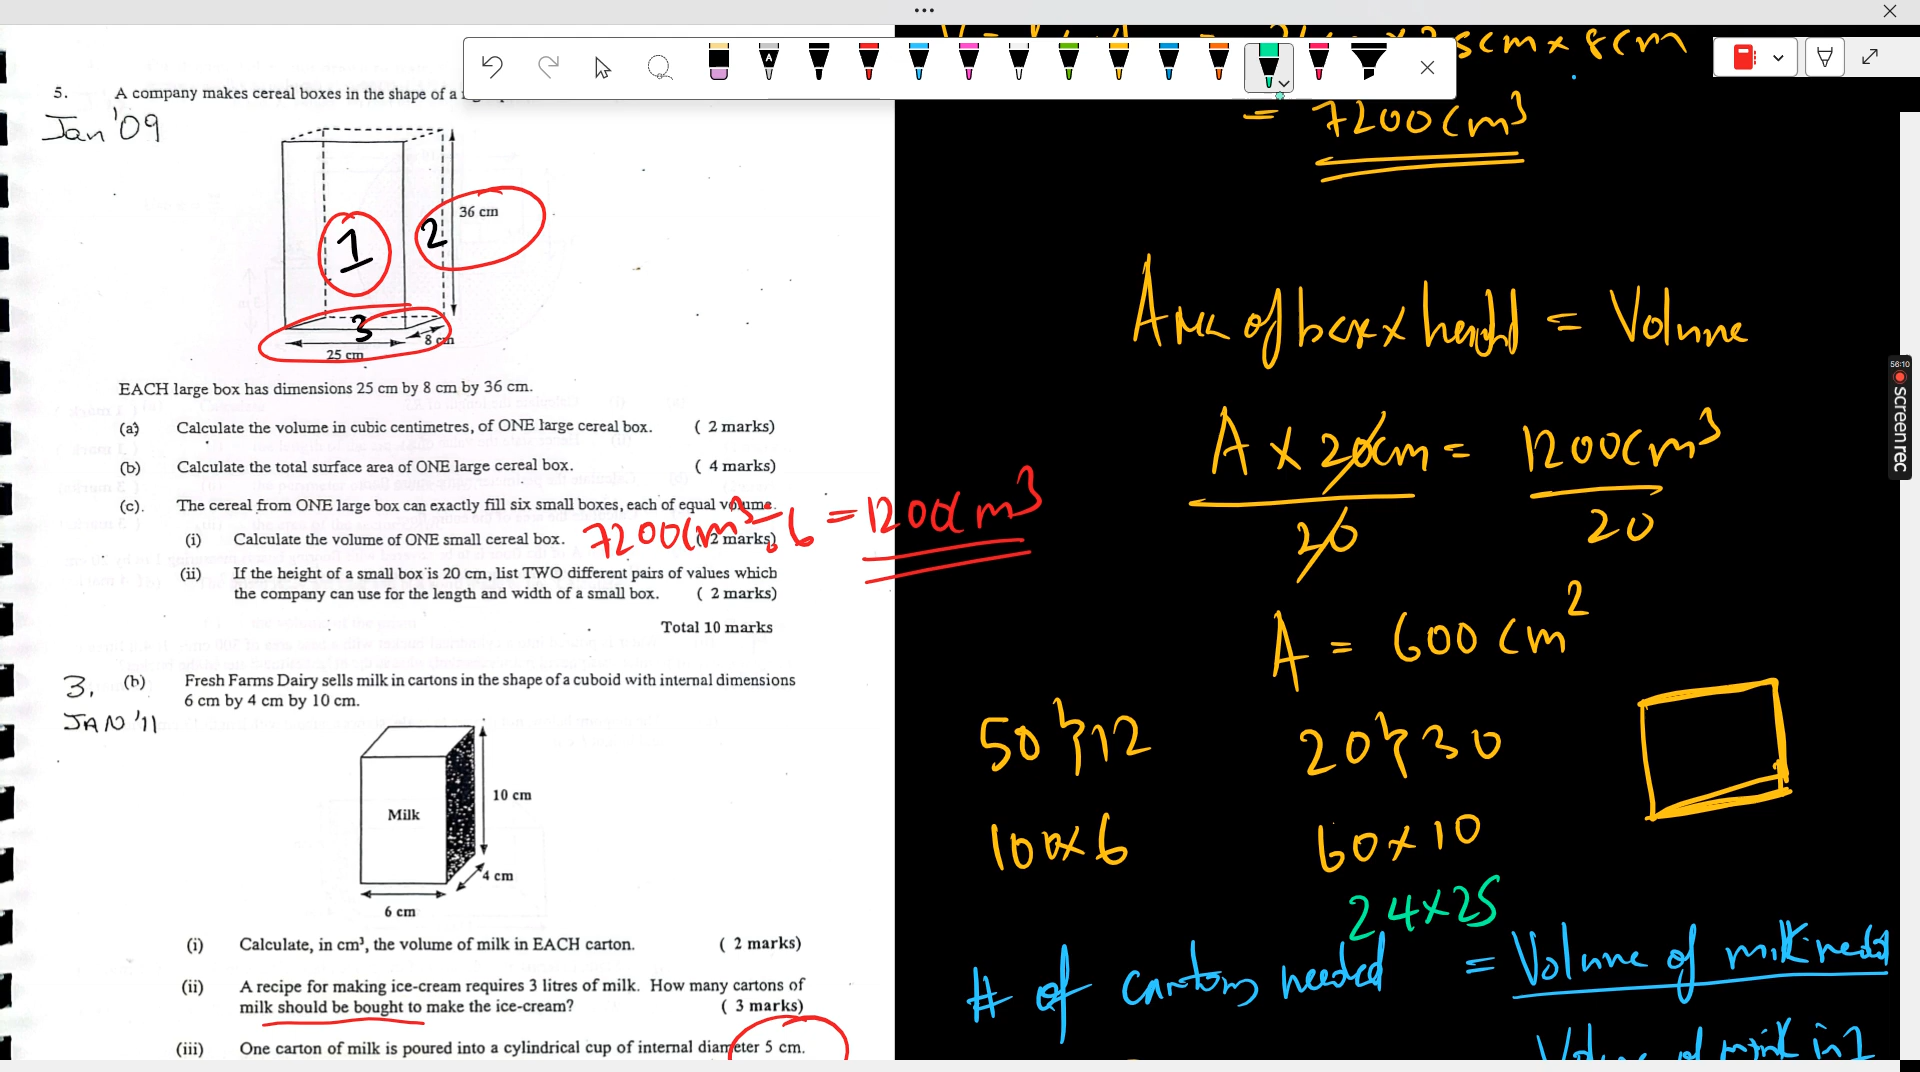 5. A company makes cereal boxes in the shape of a
Jan '09
36 cm
1
2
3
8 cm
25 cm
EACH large box has dimensions 25 cm by 8 cm by 36 cm.
(a) Calculate the volume in cubic centimetres, of ONE large cereal box. ( 2 marks)
(b) Calculate the total surface area of ONE large cereal box. ( 4 marks)
(c). The cereal from ONE large box can exactly fill six small boxes, each of equal volume.
(i) Calculate the volume of ONE small cereal box. ( 2 marks)
7200cm³ ÷ 6 = 1200cm³
(ii) If the height of a small box is 20 cm, list TWO different pairs of values which
the company can use for the length and width of a small box. ( 2 marks)
Total 10 marks
3. (b) Fresh Farms Dairy sells milk in cartons in the shape of a cuboid with internal dimensions
JAN '11
6 cm by 4 cm by 10 cm.
10 cm
Milk
4 cm
6 cm
(i) Calculate, in cm³, the volume of milk in EACH carton. ( 2 marks)
(ii) A recipe for making ice-cream requires 3 litres of milk. How many cartons of
milk should be bought to make the ice-cream? ( 3 marks)
(iii) One carton of milk is poured into a cylindrical cup of internal diameter 5 cm.
5cm x 8cm
= 7200cm³
Area of box x height = Volume
A x 20cm = 1200cm³
20 20
A = 600 cm²
50 & 12 20 & 30
100x6 60x10
24x25
# of cartons needed = Volume of milk needed
Volume of milk in 1
56:10
screenrec